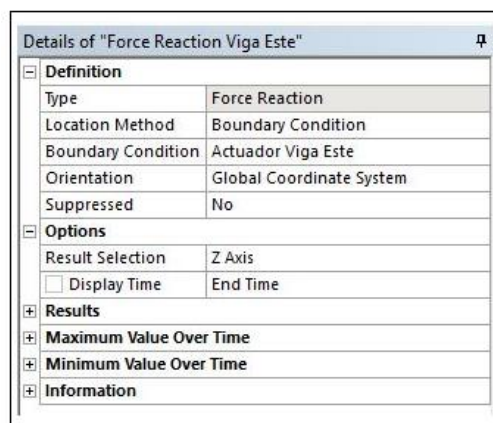 Details of "Force Reaction Viga Este"
Definition
Type Force Reaction
Location Method Boundary Condition
Boundary Condition Actuador Viga Este
Orientation Global Coordinate System
Suppressed No
Options
Result Selection Z Axis
Display Time End Time
Results
Maximum Value Over Time
Minimum Value Over Time
Information